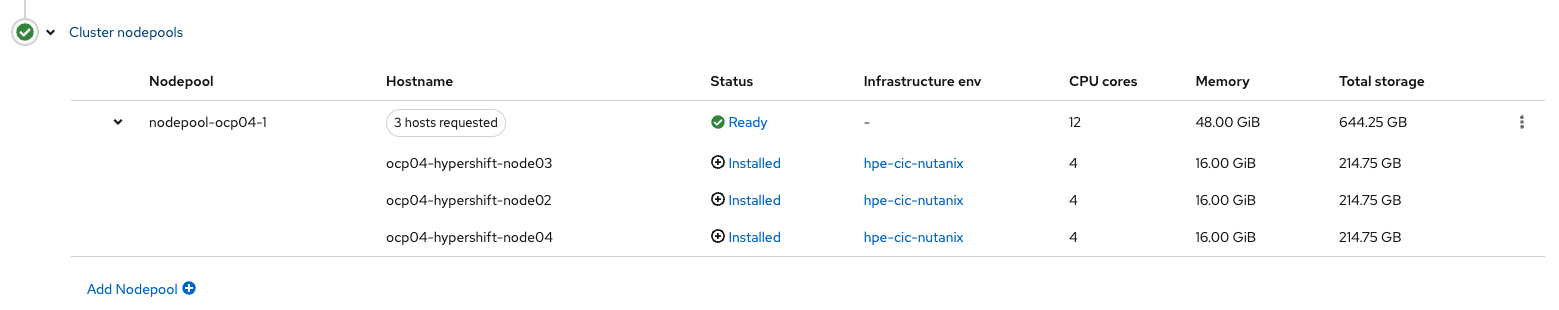 Cluster nodepools
Nodepool Hostname Status Infrastructure env CPU cores Memory Total storage
nodepool-ocp04-1 3 hosts requested Ready - 12 48.00 GiB 644.25 GB
ocp04-hypershift-node03 Installed hpe-cic-nutanix 4 16.00 GiB 214.75 GB
ocp04-hypershift-node02 Installed hpe-cic-nutanix 4 16.00 GiB 214.75 GB
ocp04-hypershift-node04 Installed hpe-cic-nutanix 4 16.00 GiB 214.75 GB
Add Nodepool